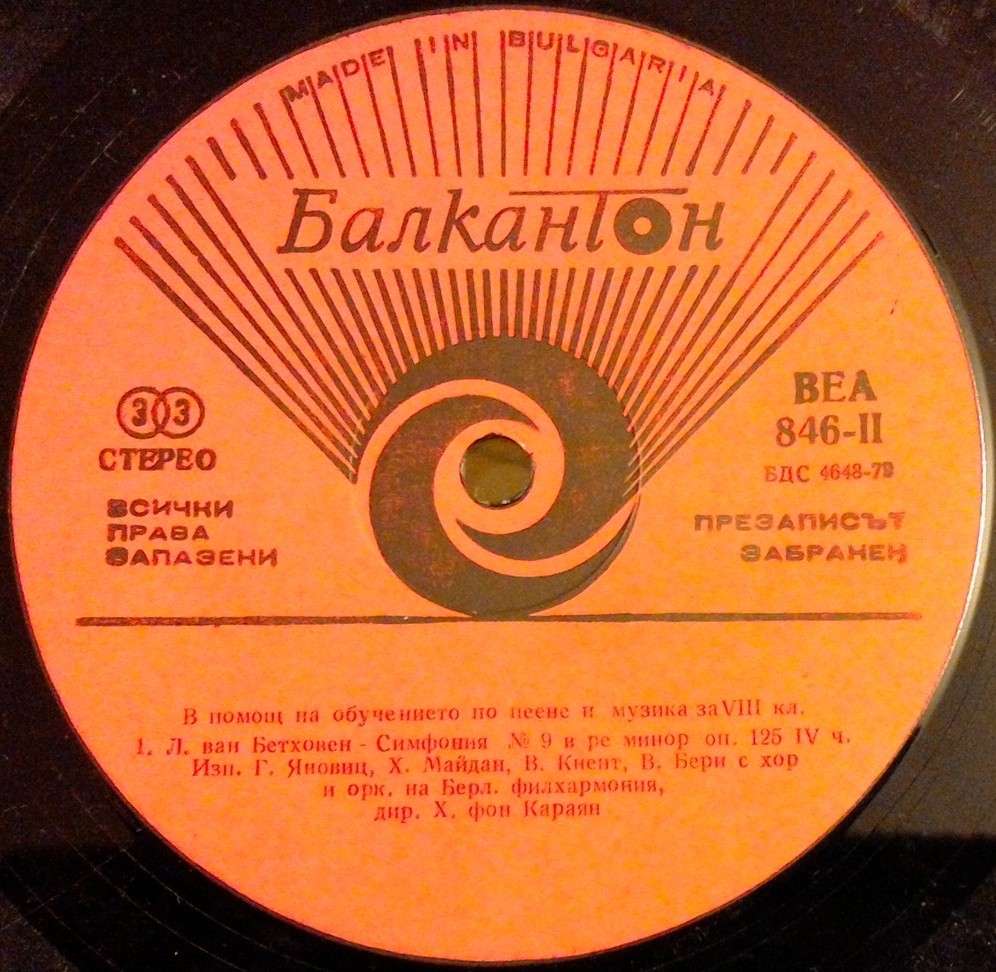 MADE IN BULGARIA
Балкантон
33
СТЕРЕО
ВСИЧКИ
ПРАВА
ЗАПАЗЕНИ
ВЕА
846-II
БДС 4648-79
ПРЕЗАПИСЪТ
ЗАБРАНЕН
В помощ на обучението по пеене и музика за VIII кл.
1. Л. ван Бетховен - Симфония № 9 в ре минор оп. 125 IV ч.
Изп. Г. Яновиц, Х. Майдан, В. Кмент, В. Бери с хор
и орк. на Берл. филхармония,
дир. Х. фон Караян